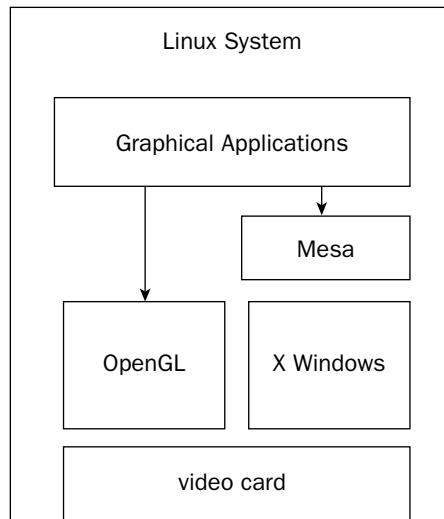 Linux System
Graphical Applications
Mesa
OpenGL
X Windows
video card